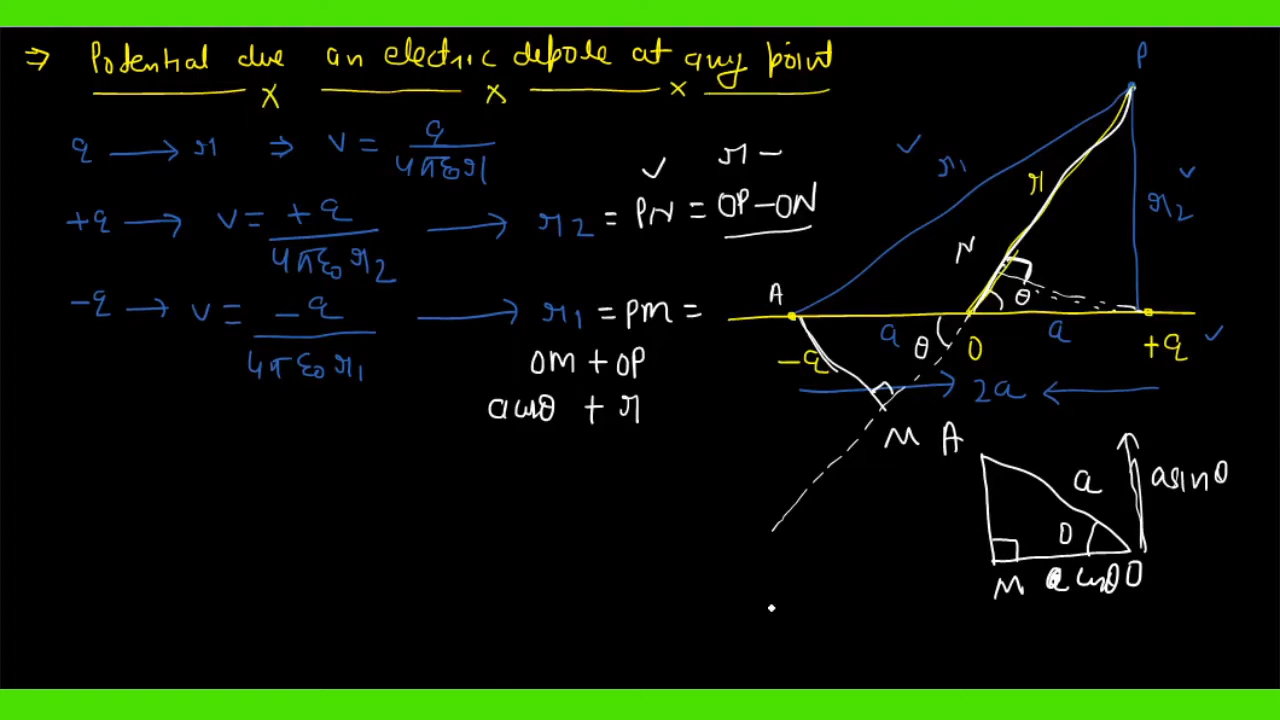 ⇒ Potential due an electric depole at any point
x x x
q ⟶ r ⇒ V = q / 4πε₀r
+q ⟶ V = +q / 4πε₀r2 ⟶ r2 = PN = OP − ON
r −
−q ⟶ V = −q / 4πε₀r1 ⟶ r1 = PM =
OM + OP
a cosθ + r
P
r1
r
r2
N
A
θ
a
a
θ
O
−q
+q
2a
M
A
a
a sinθ
θ
M a cosθ O